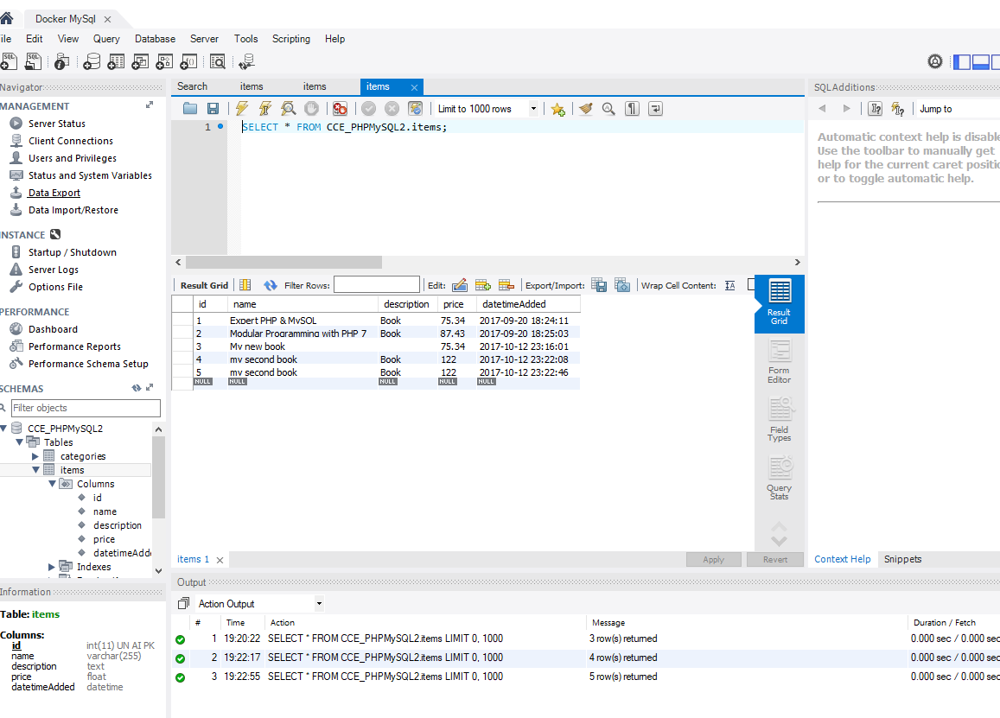 Docker MySql
ile Edit View Query Database Server Tools Scripting Help
Navigator
MANAGEMENT
Server Status
Client Connections
Users and Privileges
Status and System Variables
Data Export
Data Import/Restore
INSTANCE
Startup / Shutdown
Server Logs
Options File
PERFORMANCE
Dashboard
Performance Reports
Performance Schema Setup
SCHEMAS
Filter objects
CCE_PHPMySQL2
Tables
categories
items
Columns
id
name
description
price
datetimeAdde
Indexes
Information
Table: items
Columns:
id int(11) UN AI PK
name varchar(255)
description text
price float
datetimeAdded datetime
Search items items items
Limit to 1000 rows
1 SELECT * FROM CCE_PHPMySQL2.items;
Result Grid Filter Rows: Edit: Export/Import: Wrap Cell Content:
id name description price datetimeAdded
1 Expert PHP & MySQL Book 75.34 2017-09-20 18:24:11
2 Modular Programming with PHP 7 Book 87.43 2017-09-20 18:25:03
3 My new book 75.34 2017-10-12 23:16:01
4 my second book Book 122 2017-10-12 23:22:08
5 my second book Book 122 2017-10-12 23:22:46
NULL NULL NULL NULL NULL
Result
Grid
Form
Editor
Field
Types
Query
Stats
items 1 Apply Revert
SQLAdditions
Jump to
Automatic context help is disable
Use the toolbar to manually get
help for the current caret positic
or to toggle automatic help.
Context Help Snippets
Output
Action Output
# Time Action Message Duration / Fetch
1 19:20:22 SELECT * FROM CCE_PHPMySQL2.items LIMIT 0, 1000 3 row(s) returned 0.000 sec / 0.000 sec
2 19:22:17 SELECT * FROM CCE_PHPMySQL2.items LIMIT 0, 1000 4 row(s) returned 0.000 sec / 0.000 sec
3 19:22:55 SELECT * FROM CCE_PHPMySQL2.items LIMIT 0, 1000 5 row(s) returned 0.000 sec / 0.000 sec